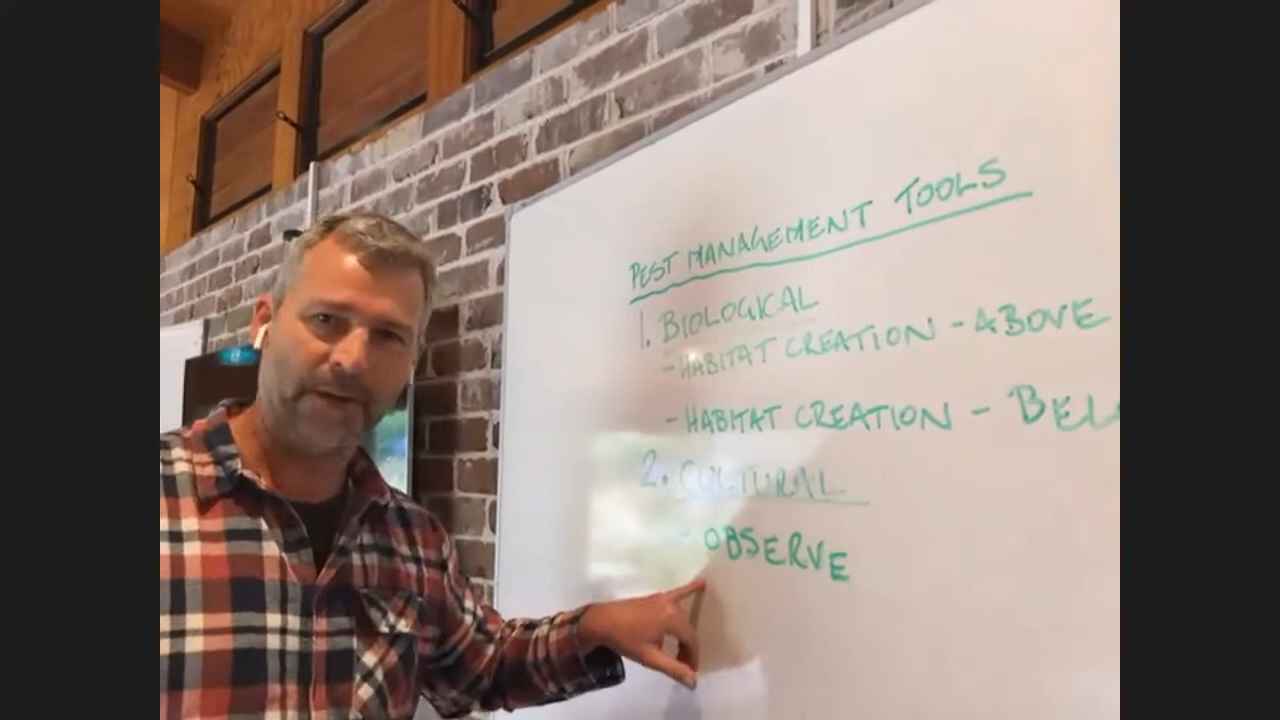 PEST MANAGEMENT TOOLS
1. BIOLOGICAL
- HABITAT CREATION - ABOVE
- HABITAT CREATION - BEL
2. CULTURAL
- OBSERVE